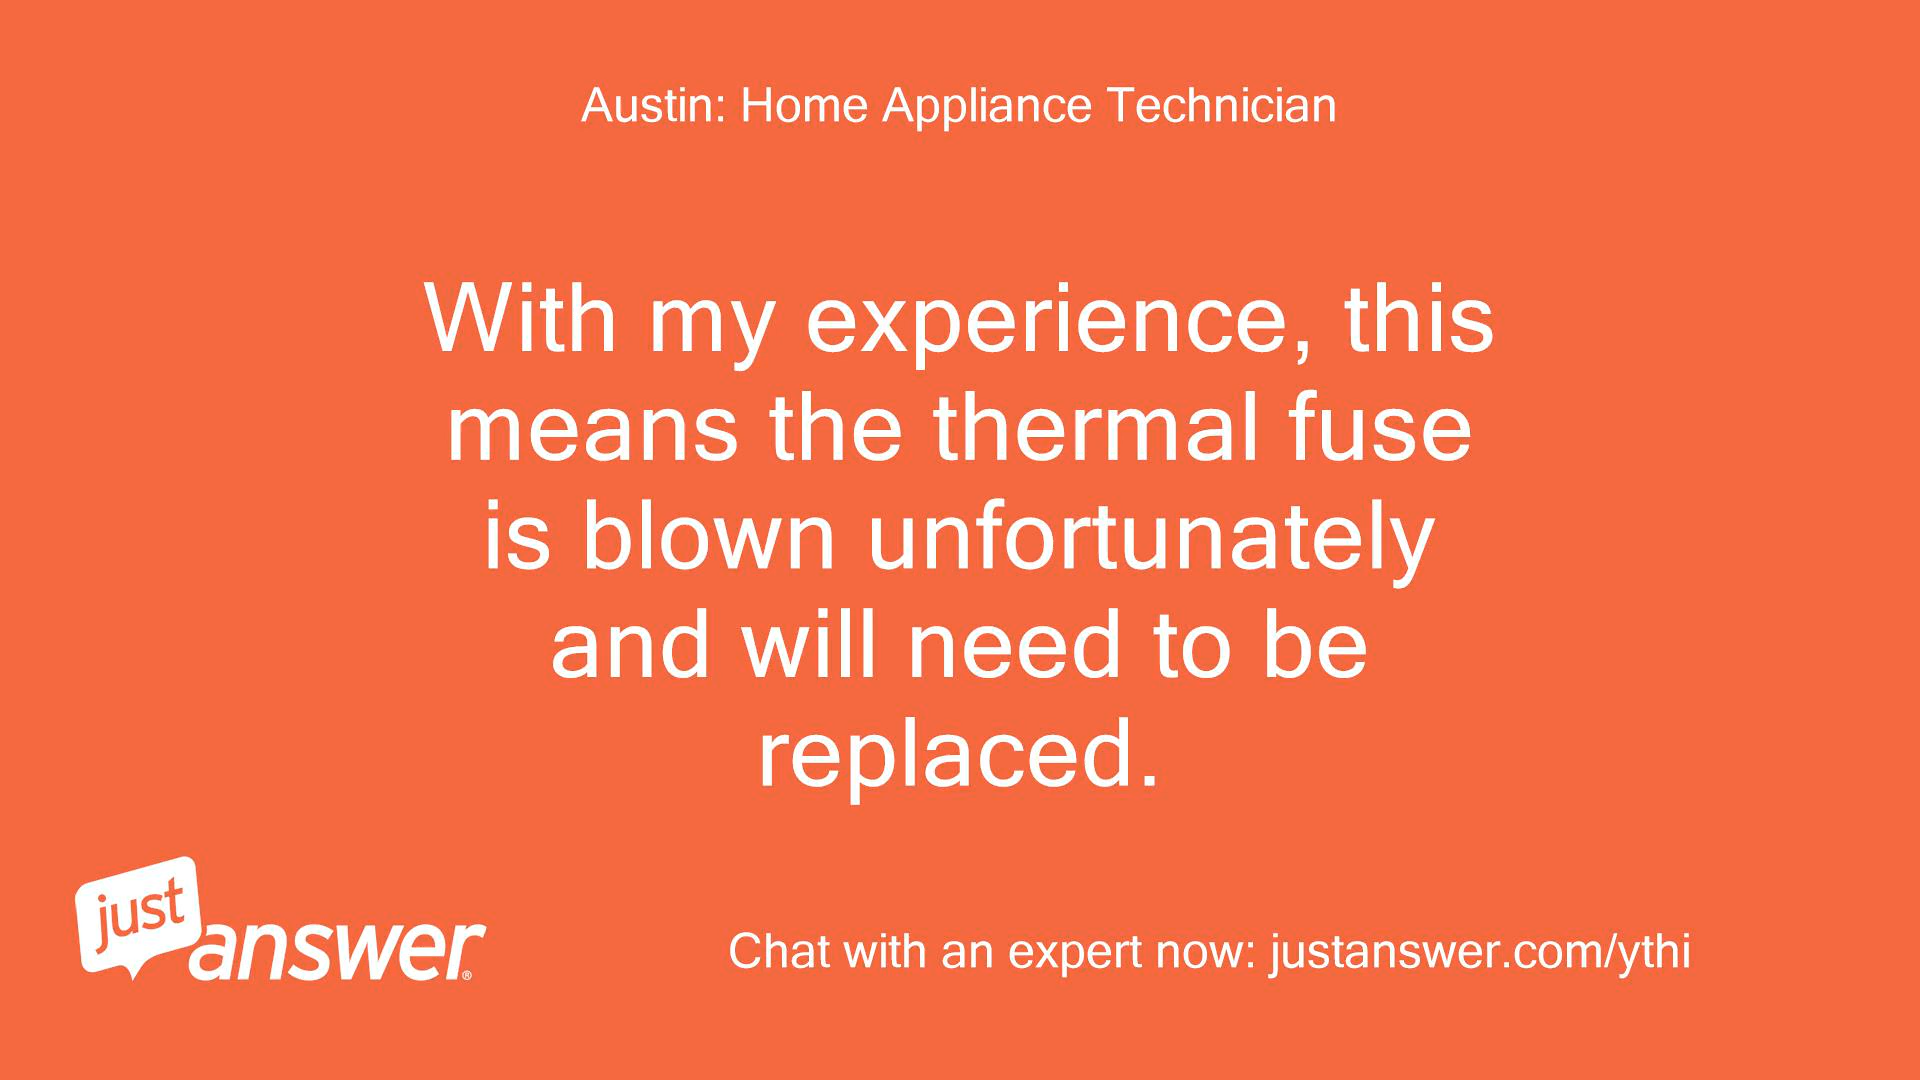 Austin: Home Appliance Technician
With my experience, this
means the thermal fuse
is blown unfortunately
and will need to be
replaced.
just
answer®
Chat with an expert now: justanswer.com/ythi